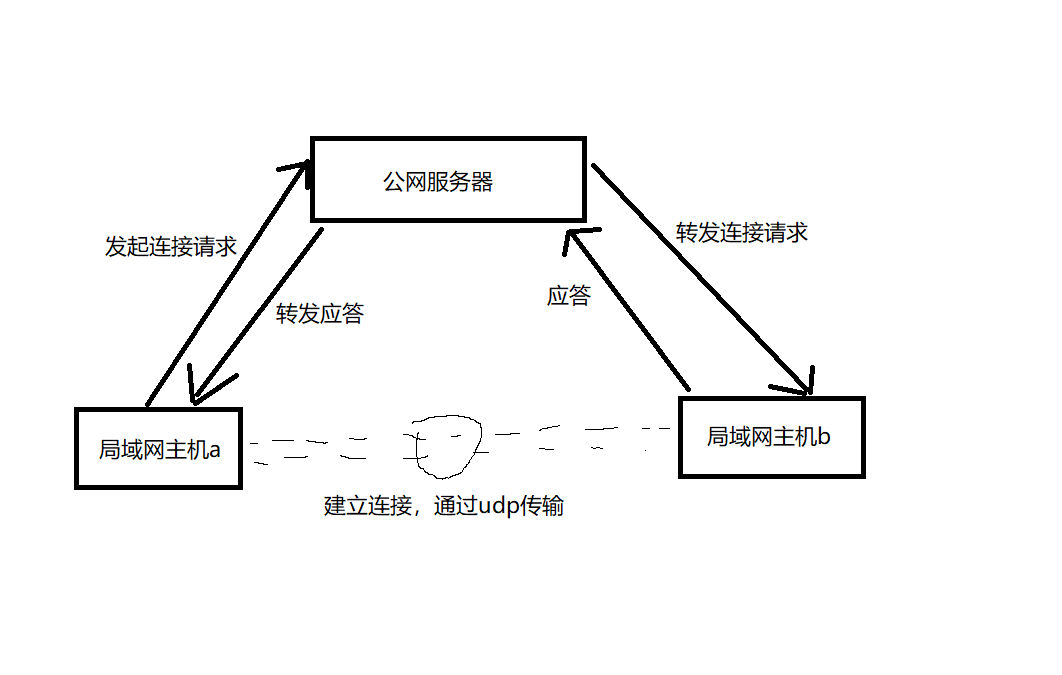 公网服务器
发起连接请求
转发连接请求
应答
转发应答
局域网主机a
局域网主机b
建立连接，通过udp传输